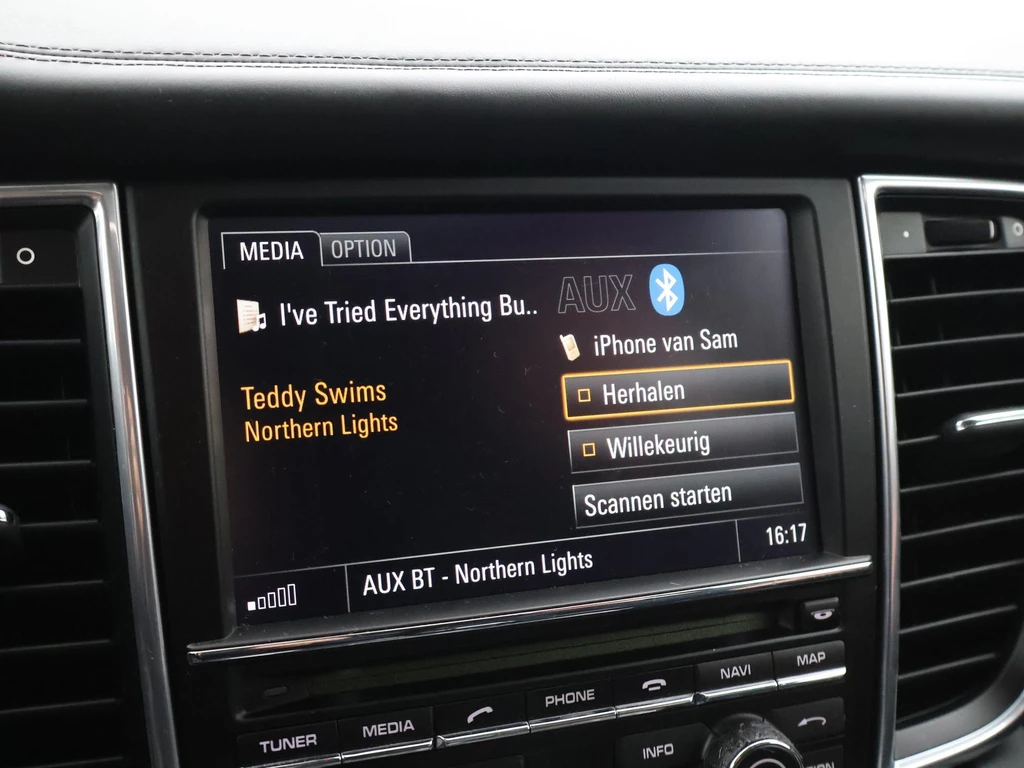 MEDIA OPTION
I've Tried Everything Bu..
AUX
iPhone van Sam
Teddy Swims
Northern Lights
Herhalen
Willekeurig
Scannen starten
AUX BT - Northern Lights
16:17
TUNER
MEDIA
PHONE
NAVI
MAP
INFO